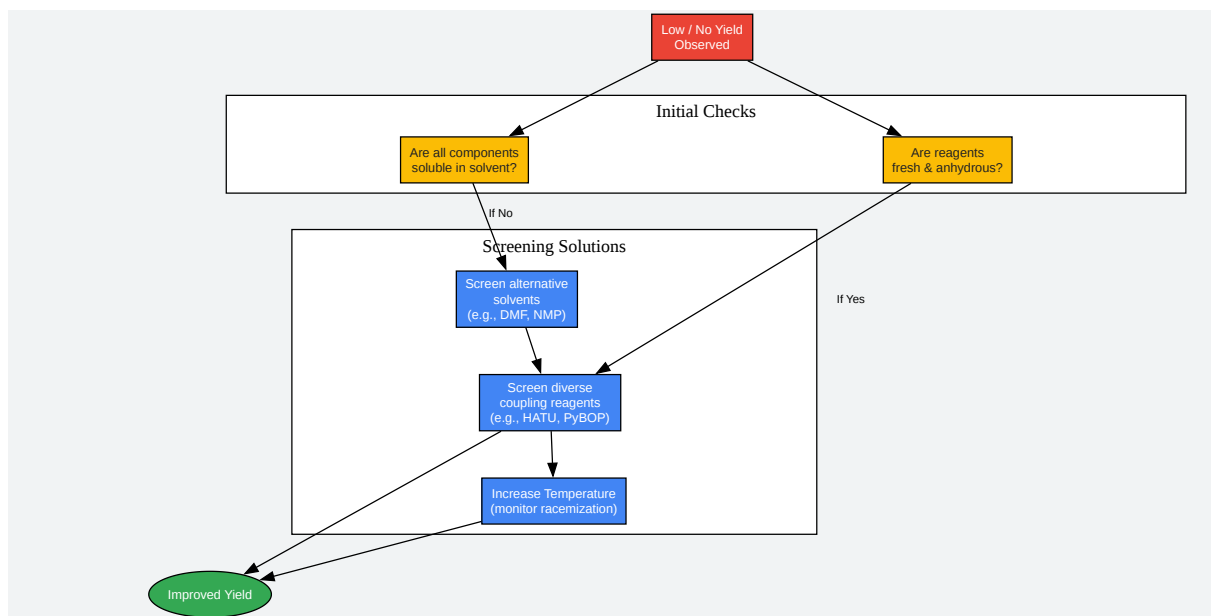 Low / No Yield
Observed
Initial Checks
Are all components
soluble in solvent?
Are reagents
fresh & anhydrous?
If No
Screening Solutions
Screen alternative
solvents
(e.g., DMF, NMP)
If Yes
Screen diverse
coupling reagents
(e.g., HATU, PyBOP)
Increase Temperature
(monitor racemization)
Improved Yield